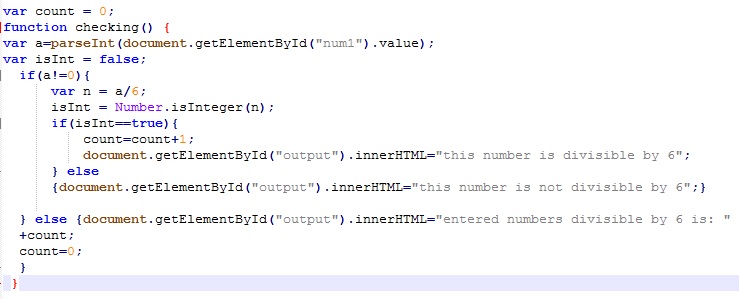 var count = 0;
function checking() {
var a=parseInt(document.getElementById("num1").value);
var isInt = false;
if(a!=0){
var n = a/6;
isInt = Number.isInteger(n);
if(isInt==true){
count=count+1;
document.getElementById("output").innerHTML="this number is divisible by 6";
} else
{document.getElementById("output").innerHTML="this number is not divisible by 6";}
} else {document.getElementById("output").innerHTML="entered numbers divisible by 6 is: "
+count;
count=0;
}
}